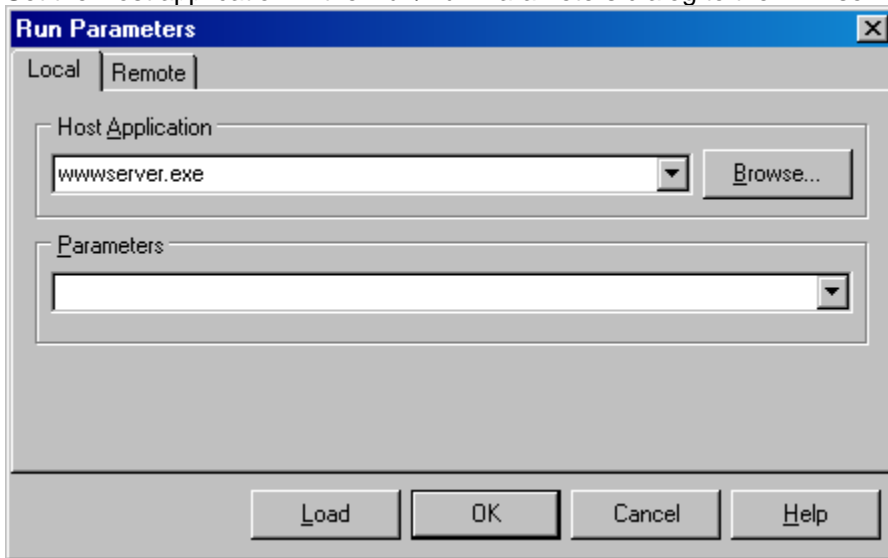 Run Parameters
Local Remote
Host Application
wwwserver.exe Browse...
Parameters
Load OK Cancel Help